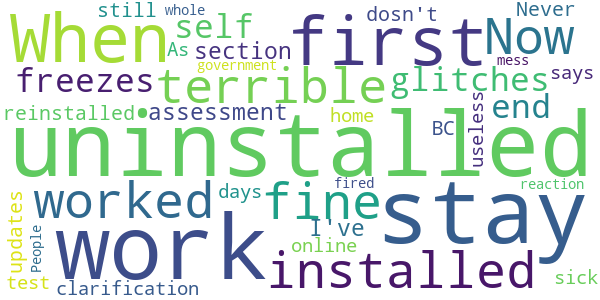 still whole dosn't Never
When As self section first Now
government mess
freezes terrible glitches says
reinstalled • assessment home BC useless end
uninstalled
worked days fine fired stay reaction
updates People work I've
online
test clarification installed sick